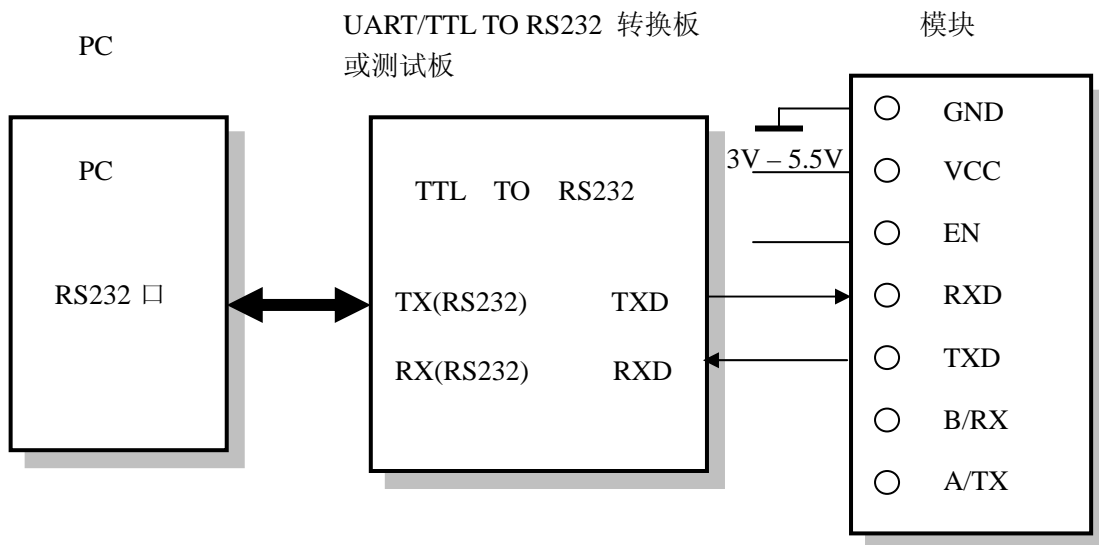 PC
UART/TTL TO RS232 转换板
或测试板
模块
PC
RS232 口
TTL TO RS232
TX(RS232) TXD
RX(RS232) RXD
3V – 5.5V
GND
VCC
EN
RXD
TXD
B/RX
A/TX